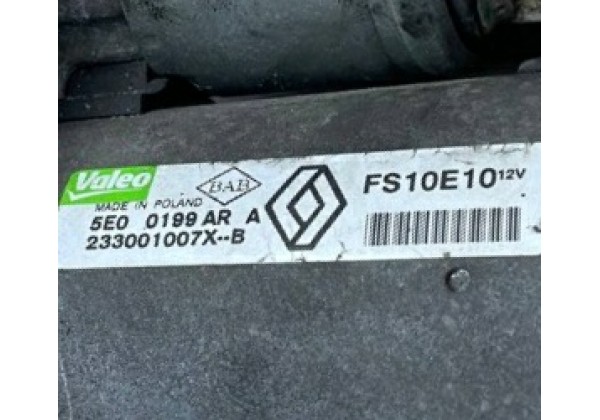 Valeo
MADE IN POLAND
BAB
5E0 0199 AR A
233001007X--B
FS10E10 12V